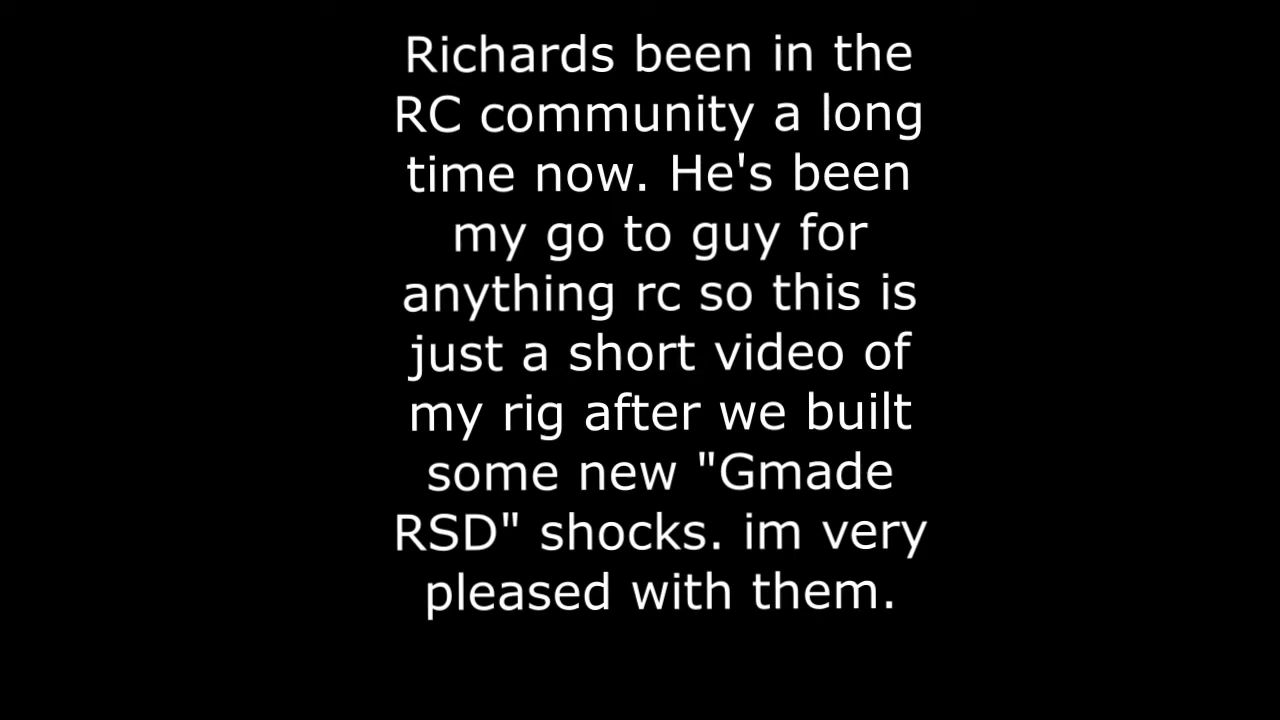 Richards been in the
RC community a long
time now. He's been
my go to guy for
anything rc so this is
just a short video of
my rig after we built
some new "Gmade
RSD" shocks. im very
pleased with them.